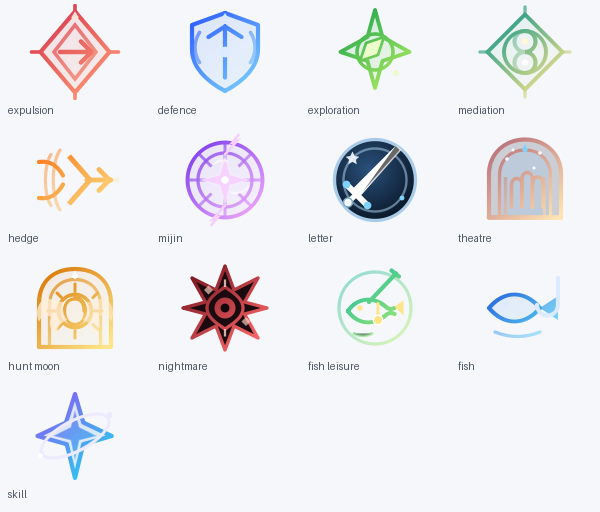 expulsion
defence
exploration
mediation
hedge
mijin
letter
theatre
hunt moon
nightmare
fish leisure
fish
skill